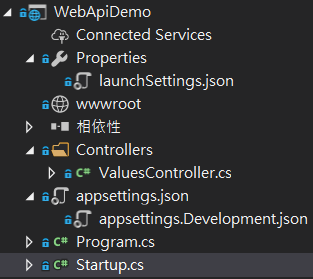 WebApiDemo
Connected Services
Properties
launchSettings.json
wwwroot
相依性
Controllers
C# ValuesController.cs
appsettings.json
appsettings.Development.json
C# Program.cs
C# Startup.cs